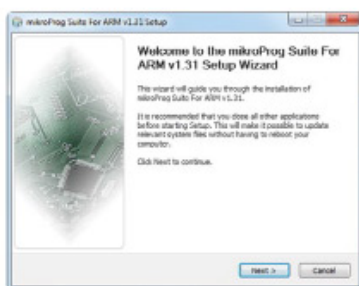 mikroProg Suite For ARM v1.31 Setup
Welcome to the mikroProg Suite For
ARM v1.31 Setup Wizard
This wizard will guide you through the installation of
mikroProg Suite For ARM v1.31.
It is recommended that you close all other applications
before starting Setup. This will make it possible to update
relevant system files without having to reboot your
computer.
Click Next to continue.
Next >
Cancel